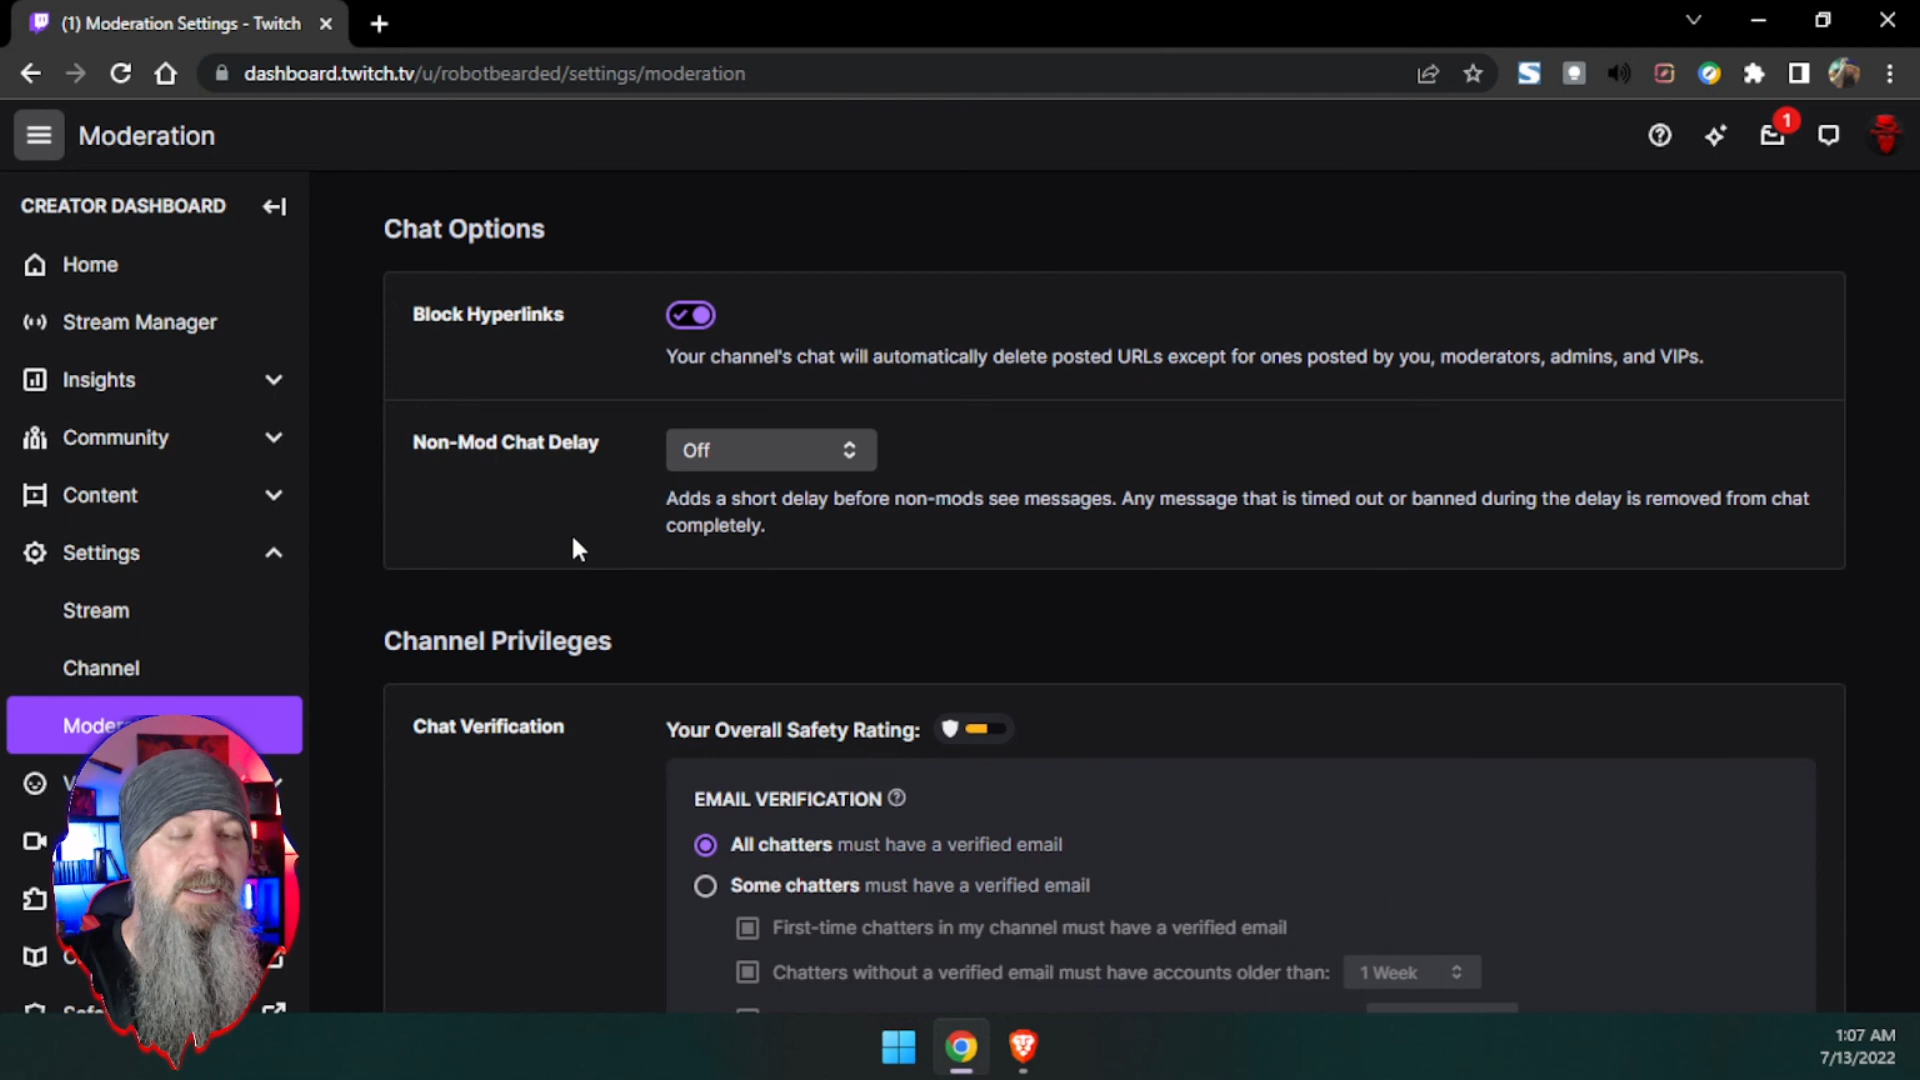 (1) Moderation Settings - Twitch
dashboard.twitch.tv/u/robotbearded/settings/moderation
Moderation
1
CREATOR DASHBOARD
Home
Stream Manager
Insights
Community
Content
Settings
Stream
Channel
Chat Options
Block Hyperlinks
Your channel's chat will automatically delete posted URLs except for ones posted by you, moderators, admins, and VIPs.
Non-Mod Chat Delay
Off
Adds a short delay before non-mods see messages. Any message that is timed out or banned during the delay is removed from chat
completely.
Channel Privileges
Chat Verification
Your Overall Safety Rating:
EMAIL VERIFICATION
All chatters must have a verified email
Some chatters must have a verified email
First-time chatters in my channel must have a verified email
Chatters without a verified email must have accounts older than:
1 Week
1:07 AM
7/13/2022